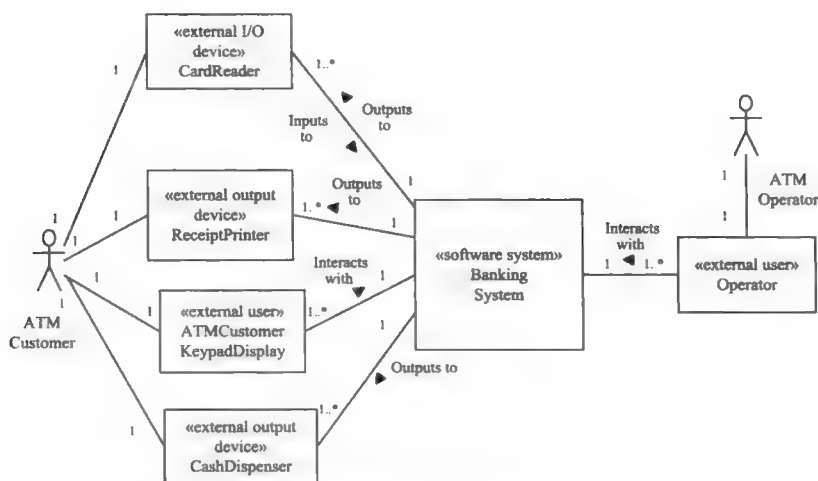 «external I/O
device»
CardReader
1
1..*
Outputs
to
Inputs
to
1
1
«external output
device»
ReceiptPrinter
1
1
1..*
Outputs
to
1
ATM
Customer
1
1
1
«external user»
ATMCustomer
KeypadDisplay
1..*
Interacts
with
1
1
«external output
device»
CashDispenser
1..*
Outputs to
1
«software system»
Banking
System
1
Interacts
with
1..*
«external user»
Operator
1
1
ATM
Operator